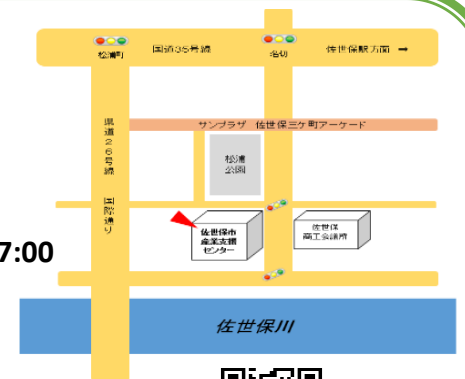 国道35号線
佐世保駅方面 →
松浦町
名切
県道26号線
サンプラザ 佐世保三ケ町アーケード
松浦
公園
国際通り
佐世保市
産業支援
センター
佐世保
商工会議所
7:00
佐世保川